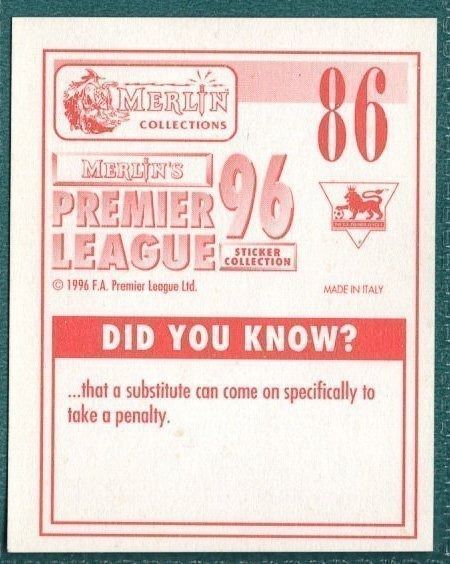 MERLIN
COLLECTIONS
86
MERLIN'S
PREMIER
LEAGUE
96
STICKER
COLLECTION
© 1996 F.A. Premier League Ltd.
MADE IN ITALY
DID YOU KNOW?
...that a substitute can come on specifically to
take a penalty.